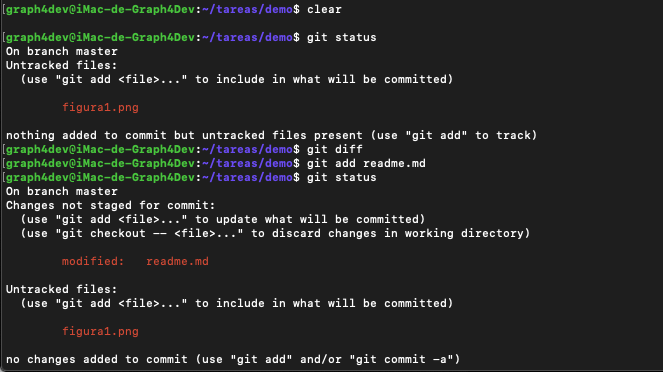 [graph4dev@iMac-de-Graph4Dev:~/tareas/demo$ clear
[graph4dev@iMac-de-Graph4Dev:~/tareas/demo$ git status
On branch master
Untracked files:
  (use "git add <file>..." to include in what will be committed)
        figura1.png
nothing added to commit but untracked files present (use "git add" to track)
[graph4dev@iMac-de-Graph4Dev:~/tareas/demo$ git diff
[graph4dev@iMac-de-Graph4Dev:~/tareas/demo$ git add readme.md
[graph4dev@iMac-de-Graph4Dev:~/tareas/demo$ git status
On branch master
Changes not staged for commit:
  (use "git add <file>..." to update what will be committed)
  (use "git checkout -- <file>..." to discard changes in working directory)
        modified:   readme.md
Untracked files:
  (use "git add <file>..." to include in what will be committed)
        figura1.png
no changes added to commit (use "git add" and/or "git commit -a")